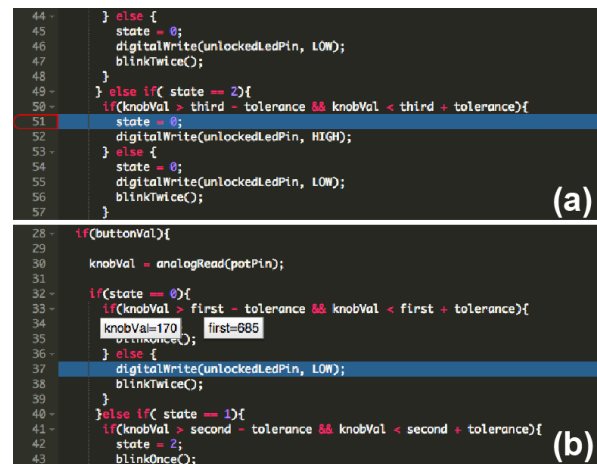 44 } else {
45 state = 0;
46 digitalWrite(unlockedLedPin, LOW);
47 blinkTwice();
48 }
49 } else if( state == 2){
50 if(knobVal > third - tolerance && knobVal < third + tolerance){
51 state = 0;
52 digitalWrite(unlockedLedPin, HIGH);
53 } else {
54 state = 0;
55 digitalWrite(unlockedLedPin, LOW);
56 blinkTwice();
57 }
(a)
28 if(buttonVal){
29
30 knobVal = analogRead(potPin);
31
32 if(state == 0){
33 if(knobVal > first - tolerance && knobVal < first + tolerance){
34 knobVal=170 first=685
35 blinkOnce();
36 } else {
37 digitalWrite(unlockedLedPin, LOW);
38 blinkTwice();
39 }
40 }else if( state == 1){
41 if(knobVal > second - tolerance && knobVal < second + tolerance){
42 state = 2;
43 blinkOnce();
(b)